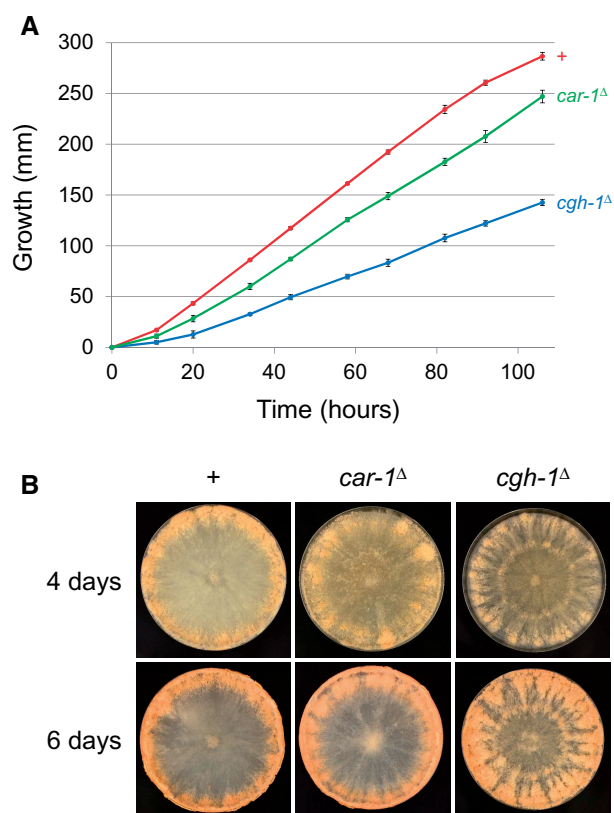 A
300
250
200
150
100
50
0
0 20 40 60 80 100
Growth (mm)
Time (hours)
+
car-1Δ
cgh-1Δ
B
+ car-1Δ cgh-1Δ
4 days
6 days